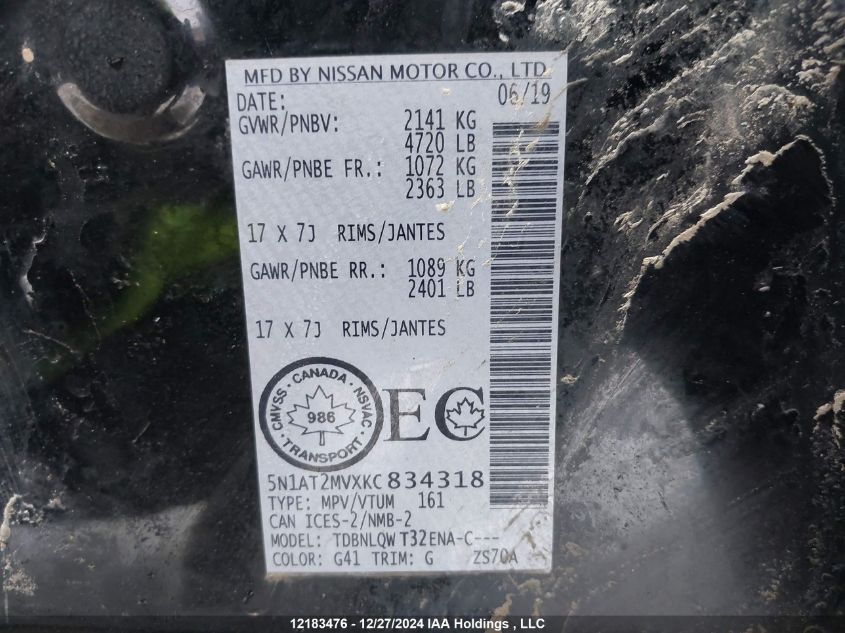 MFD BY NISSAN MOTOR CO., LTD.
DATE: 06/19
GVWR/PNBV: 2141 KG
4720 LB
GAWR/PNBE FR.: 1072 KG
2363 LB
17 X 7J RIMS/JANTES
GAWR/PNBE RR.: 1089 KG
2401 LB
17 X 7J RIMS/JANTES
CMVSS · CANADA · NSVAC
986
TRANSPORT
EC
5N1AT2MVXKC834318
TYPE: MPV/VTUM 161
CAN ICES-2/NMB-2
MODEL: TDBNLQW T32ENA-C---
COLOR: G41 TRIM: G ZS70A
12183476 - 12/27/2024 IAA Holdings , LLC